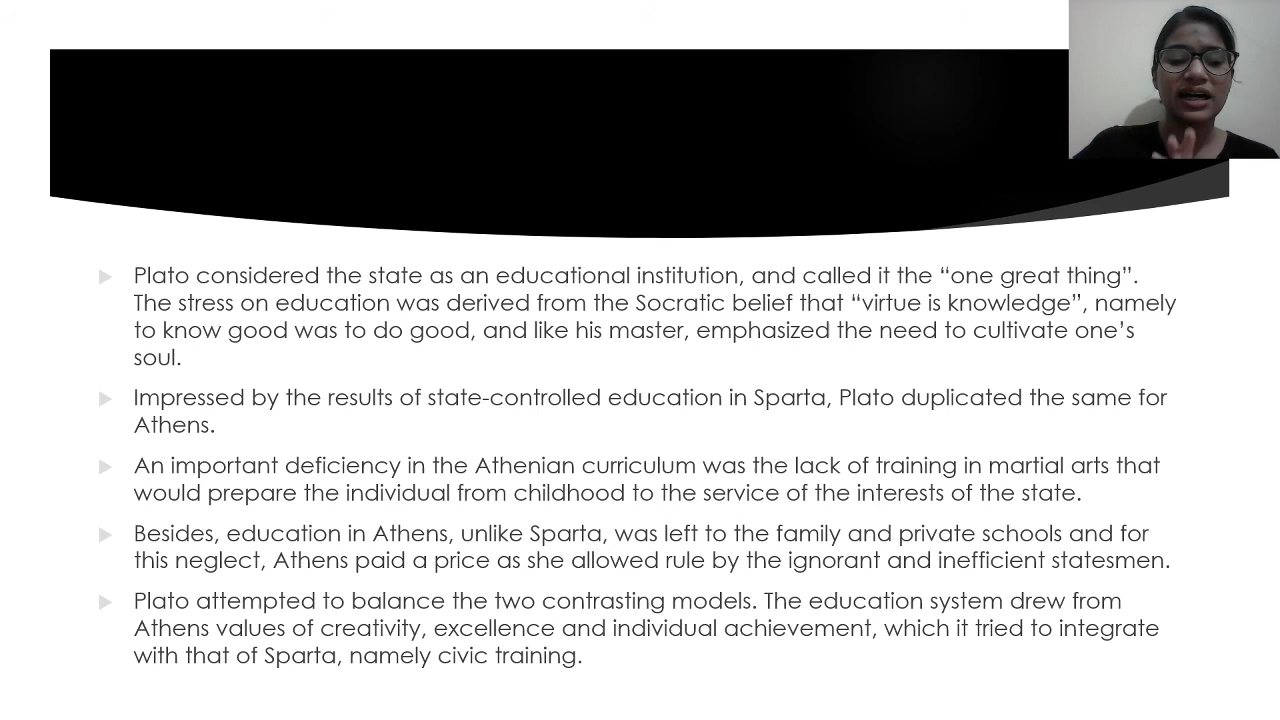 Plato considered the state as an educational institution, and called it the “one great thing”.
The stress on education was derived from the Socratic belief that “virtue is knowledge”, namely
to know good was to do good, and like his master, emphasized the need to cultivate one’s
soul.
Impressed by the results of state-controlled education in Sparta, Plato duplicated the same for
Athens.
An important deficiency in the Athenian curriculum was the lack of training in martial arts that
would prepare the individual from childhood to the service of the interests of the state.
Besides, education in Athens, unlike Sparta, was left to the family and private schools and for
this neglect, Athens paid a price as she allowed rule by the ignorant and inefficient statesmen.
Plato attempted to balance the two contrasting models. The education system drew from
Athens values of creativity, excellence and individual achievement, which it tried to integrate
with that of Sparta, namely civic training.